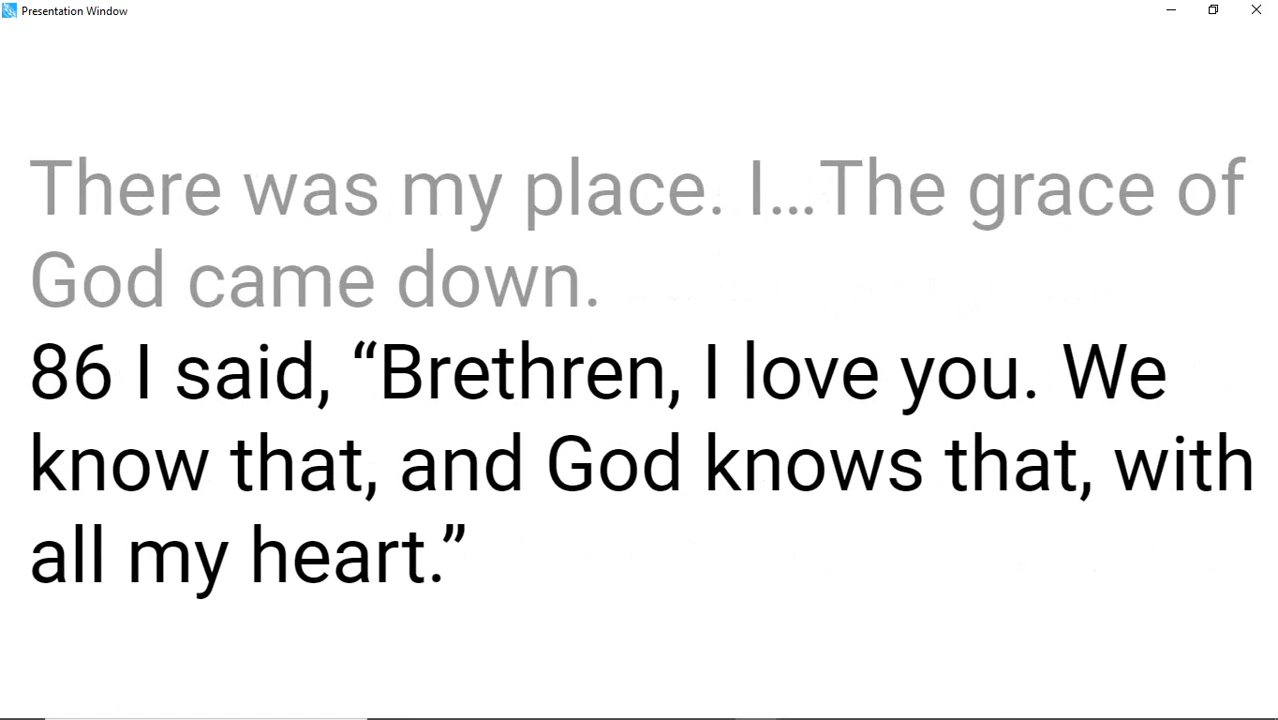 Presentation Window
There was my place. I…The grace of
God came down.
86 I said, “Brethren, I love you. We
know that, and God knows that, with
all my heart.”